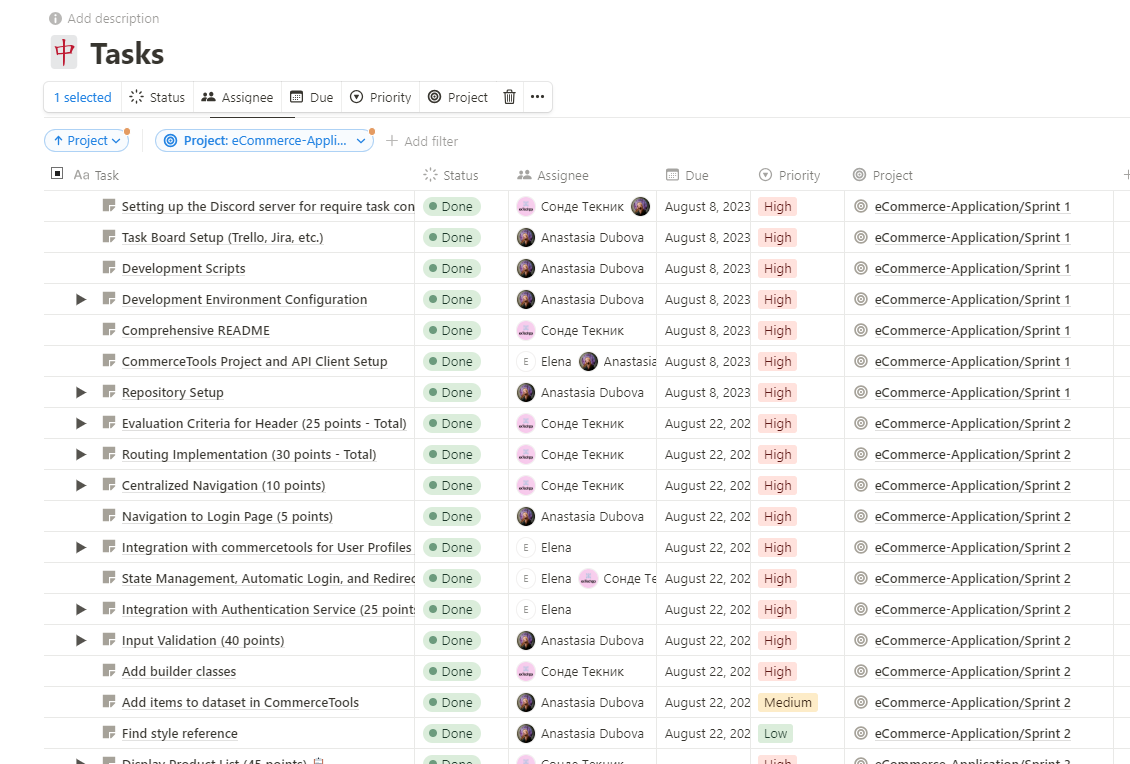 Add description
中 Tasks
1 selected Status Assignee Due Priority Project •••
Project Project: eCommerce-Appli... Add filter
Aa Task Status Assignee Due Priority Project
Setting up the Discord server for require task con Done Сонде Текник August 8, 2023 High eCommerce-Application/Sprint 1
Task Board Setup (Trello, Jira, etc.) Done Anastasia Dubova August 8, 2023 High eCommerce-Application/Sprint 1
Development Scripts Done Anastasia Dubova August 8, 2023 High eCommerce-Application/Sprint 1
Development Environment Configuration Done Anastasia Dubova August 8, 2023 High eCommerce-Application/Sprint 1
Comprehensive README Done Сонде Текник August 8, 2023 High eCommerce-Application/Sprint 1
CommerceTools Project and API Client Setup Done E Elena Anastasia August 8, 2023 High eCommerce-Application/Sprint 1
Repository Setup Done Anastasia Dubova August 8, 2023 High eCommerce-Application/Sprint 1
Evaluation Criteria for Header (25 points - Total) Done Сонде Текник August 22, 202 High eCommerce-Application/Sprint 2
Routing Implementation (30 points - Total) Done Сонде Текник August 22, 202 High eCommerce-Application/Sprint 2
Centralized Navigation (10 points) Done Сонде Текник August 22, 202 High eCommerce-Application/Sprint 2
Navigation to Login Page (5 points) Done Anastasia Dubova August 22, 202 High eCommerce-Application/Sprint 2
Integration with commercetools for User Profiles Done E Elena August 22, 202 High eCommerce-Application/Sprint 2
State Management, Automatic Login, and Redirec Done E Elena Сонде Те August 22, 202 High eCommerce-Application/Sprint 2
Integration with Authentication Service (25 points Done E Elena August 22, 202 High eCommerce-Application/Sprint 2
Input Validation (40 points) Done Anastasia Dubova August 22, 202 High eCommerce-Application/Sprint 2
Add builder classes Done Сонде Текник August 22, 202 High eCommerce-Application/Sprint 2
Add items to dataset in CommerceTools Done Anastasia Dubova August 22, 202 Medium eCommerce-Application/Sprint 2
Find style reference Done Anastasia Dubova August 22, 202 Low eCommerce-Application/Sprint 2
Display Product List (45 points) Done Сонде Текник High